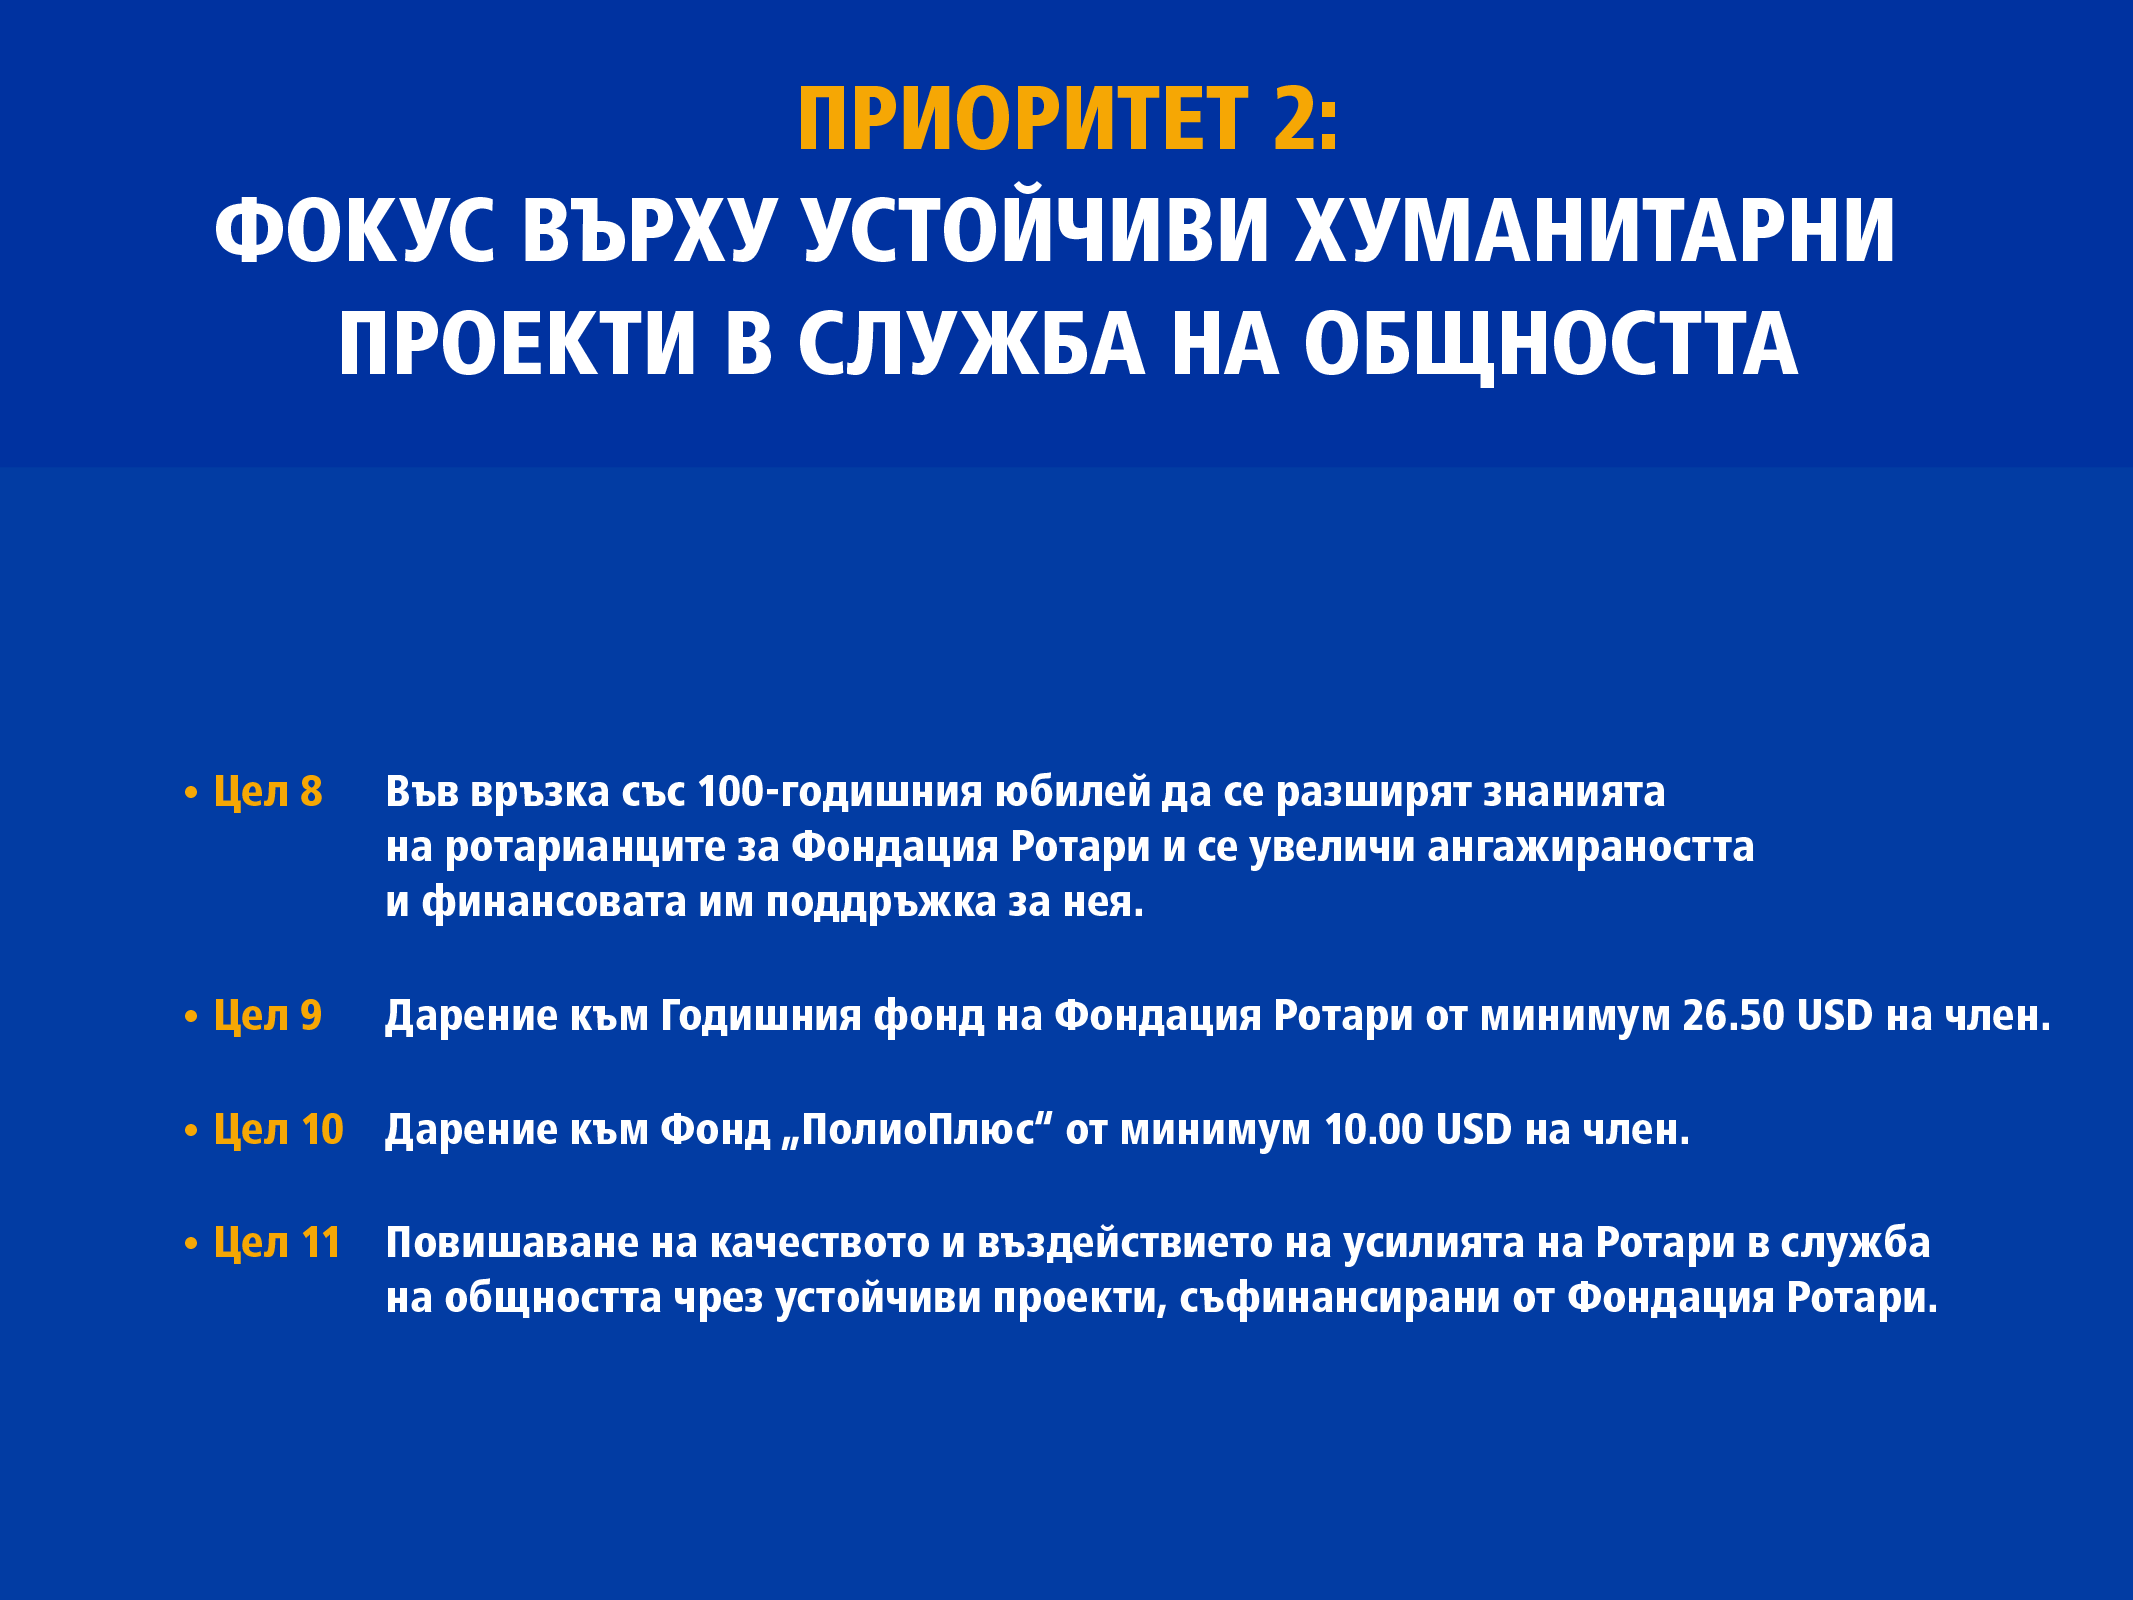 ПРИОРИТЕТ 2:
ФОКУС ВЪРХУ УСТОЙЧИВИ ХУМАНИТАРНИ
ПРОЕКТИ В СЛУЖБА НА ОБЩНОСТТА
• Цел 8 Във връзка със 100-годишния юбилей да се разширят знанията
на ротарианците за Фондация Ротари и се увеличи ангажираността
и финансовата им поддръжка за нея.
• Цел 9 Дарение към Годишния фонд на Фондация Ротари от минимум 26.50 USD на член.
• Цел 10 Дарение към Фонд „ПолиоПлюс“ от минимум 10.00 USD на член.
• Цел 11 Повишаване на качеството и въздействието на усилията на Ротари в служба
на общността чрез устойчиви проекти, съфинансирани от Фондация Ротари.